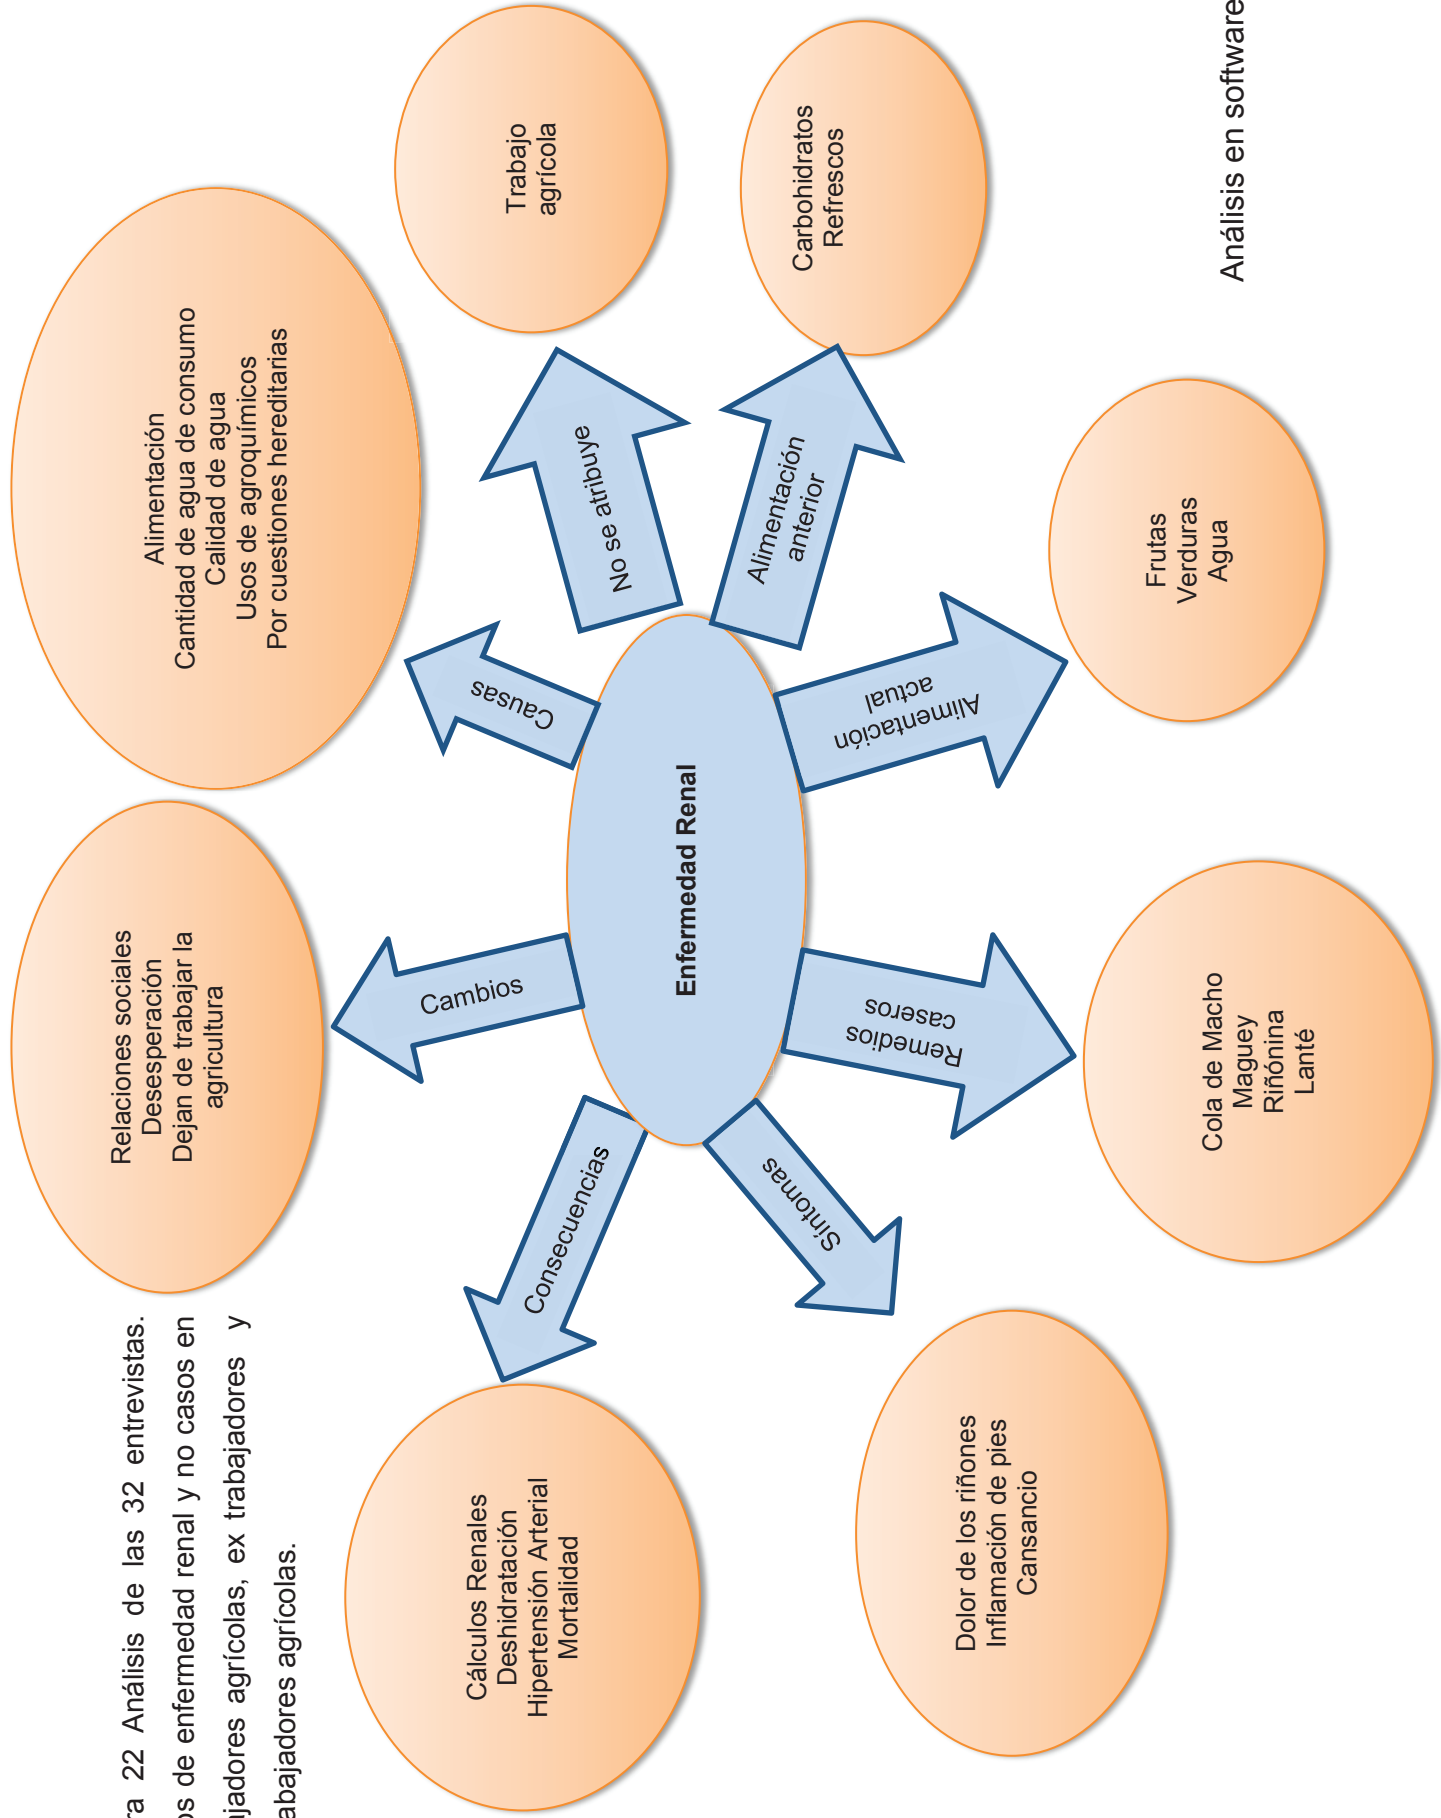 ra 22 Análisis de las 32 entrevistas.
os de enfermedad renal y no casos en
ajadores agrícolas, ex trabajadores y
abajadores agrícolas.
Relaciones sociales
Desesperación
Dejan de trabajar la
agricultura
Alimentación
Cantidad de agua de consumo
Calidad de agua
Usos de agroquímicos
Por cuestiones hereditarias
Cálculos Renales
Deshidratación
Hipertensión Arterial
Mortalidad
Consecuencias
Cambios
Causas
No se atribuye
Trabajo
agrícola
Enfermedad Renal
Alimentación
anterior
Carbohidratos
Refrescos
Síntomas
Remedios
caseros
Alimentación
actual
Dolor de los riñones
Inflamación de pies
Cansancio
Cola de Macho
Maguey
Riñónina
Lanté
Frutas
Verduras
Agua
Análisis en software